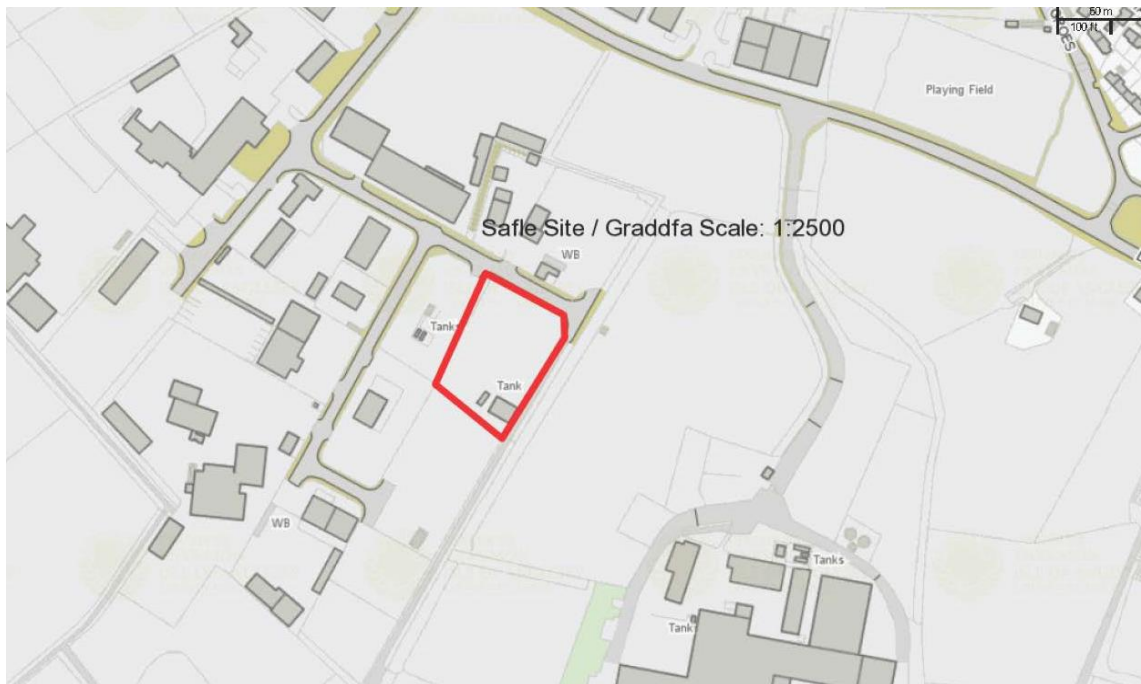 50 m
100 ft
Playing Field
Safle Site / Graddfa Scale: 1:2500
WB
Tanks
Tank
WB
Tanks
Tank